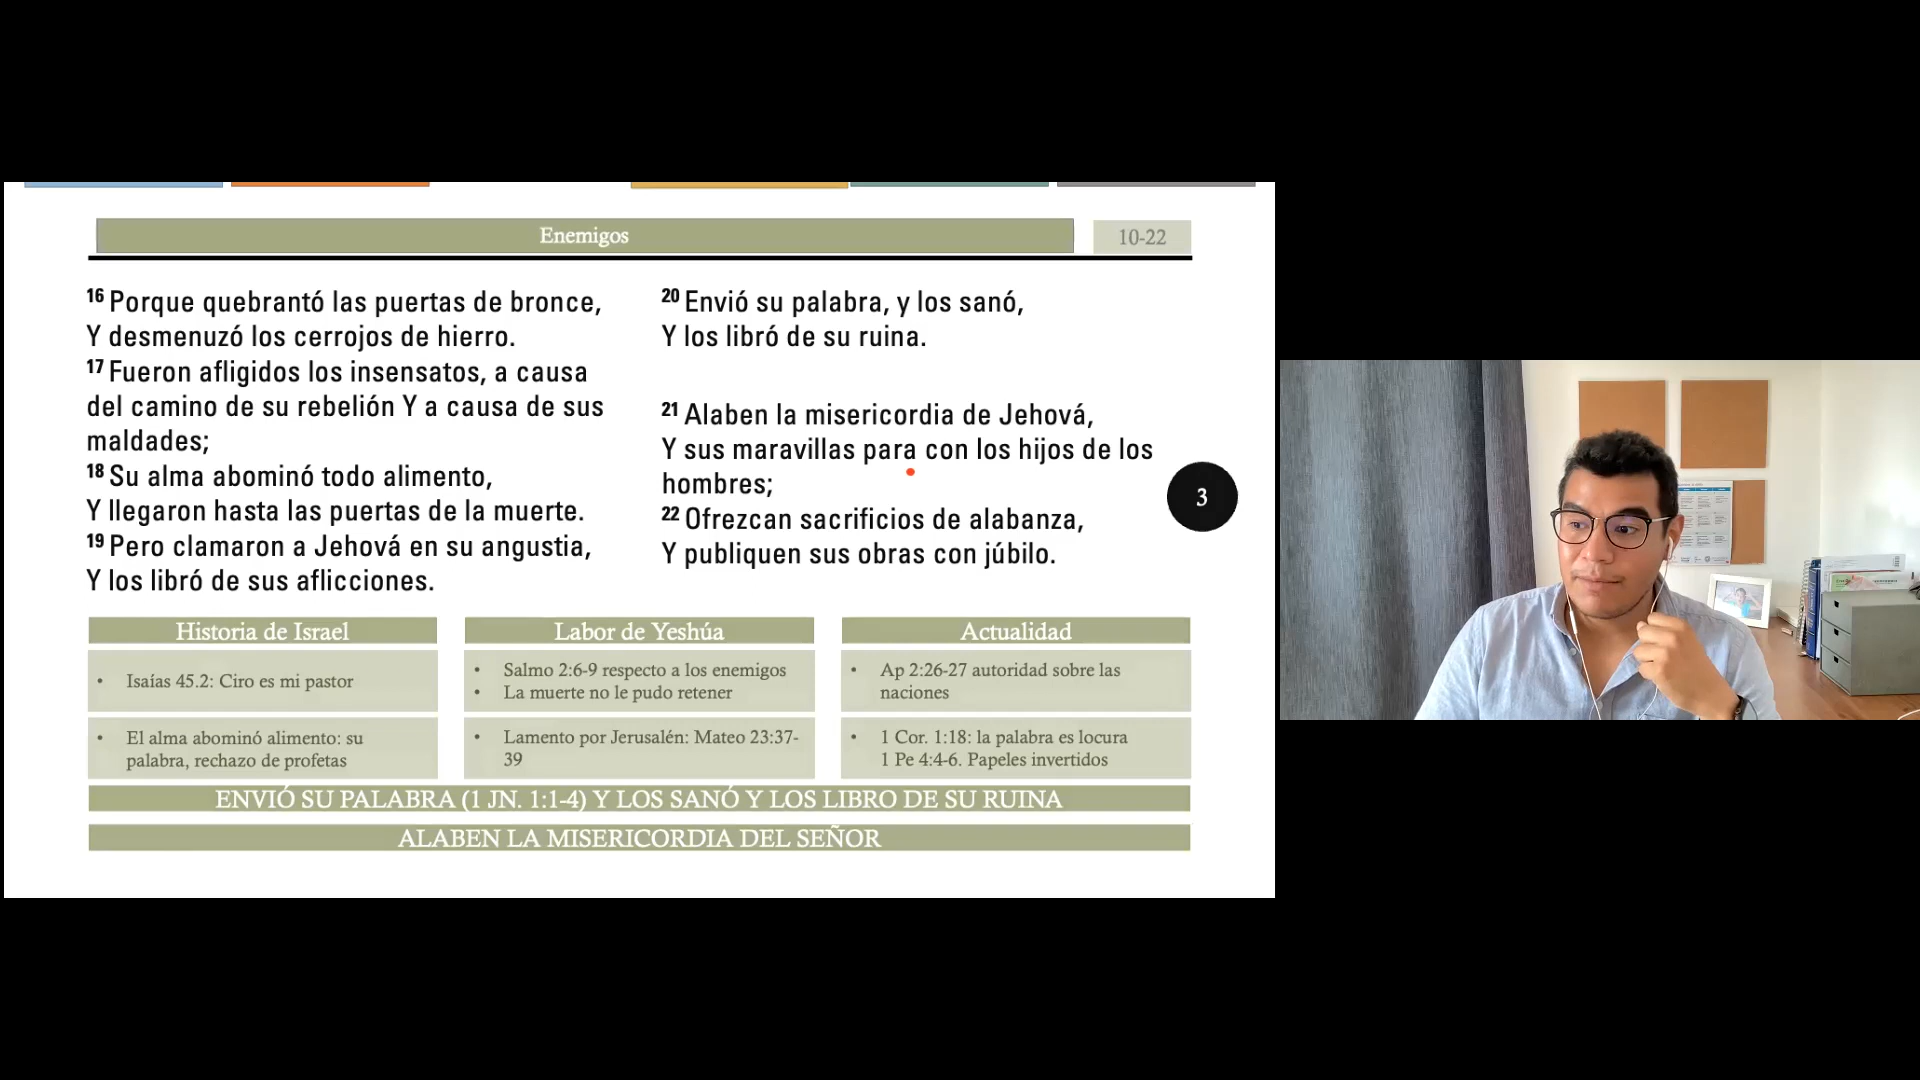 Enemigos
10-22
16 Porque quebrantó las puertas de bronce,
Y desmenuzó los cerrojos de hierro.
17 Fueron afligidos los insensatos, a causa
del camino de su rebelión Y a causa de sus
maldades;
18 Su alma abominó todo alimento,
Y llegaron hasta las puertas de la muerte.
19 Pero clamaron a Jehová en su angustia,
Y los libró de sus aflicciones.
20 Envió su palabra, y los sanó,
Y los libró de su ruina.
21 Alaben la misericordia de Jehová,
Y sus maravillas para con los hijos de los
hombres;
22 Ofrezcan sacrificios de alabanza,
Y publiquen sus obras con júbilo.
3
Historia de Israel
• Isaías 45.2: Ciro es mi pastor
• El alma abominó alimento: su
palabra, rechazo de profetas
Labor de Yeshúa
• Salmo 2:6-9 respecto a los enemigos
• La muerte no le pudo retener
• Lamento por Jerusalén: Mateo 23:37-
39
Actualidad
• Ap 2:26-27 autoridad sobre las
naciones
• 1 Cor. 1:18: la palabra es locura
1 Pe 4:4-6. Papeles invertidos
ENVIÓ SU PALABRA (1 JN. 1:1-4) Y LOS SANÓ Y LOS LIBRO DE SU RUINA
ALABEN LA MISERICORDIA DEL SEÑOR